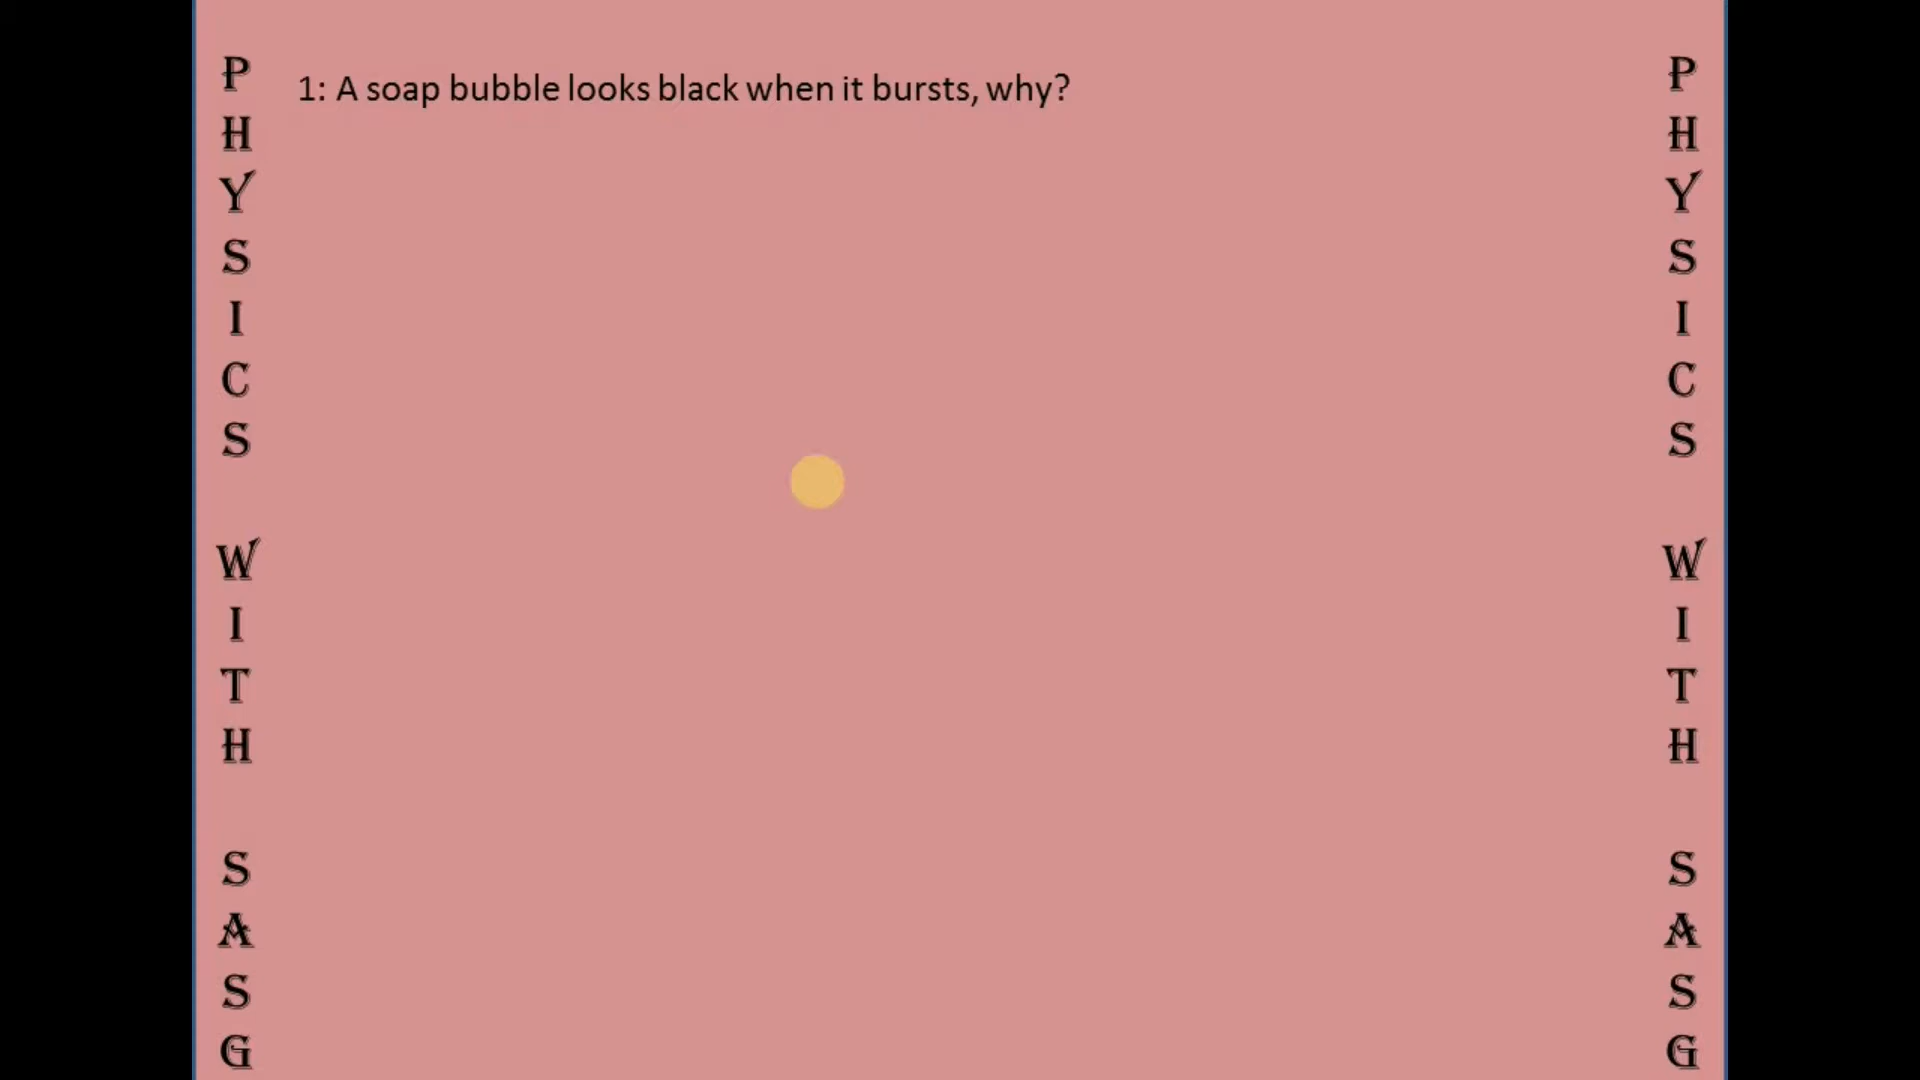 PHYSICS WITH SASG
1: A soap bubble looks black when it bursts, why?
PHYSICS WITH SASG